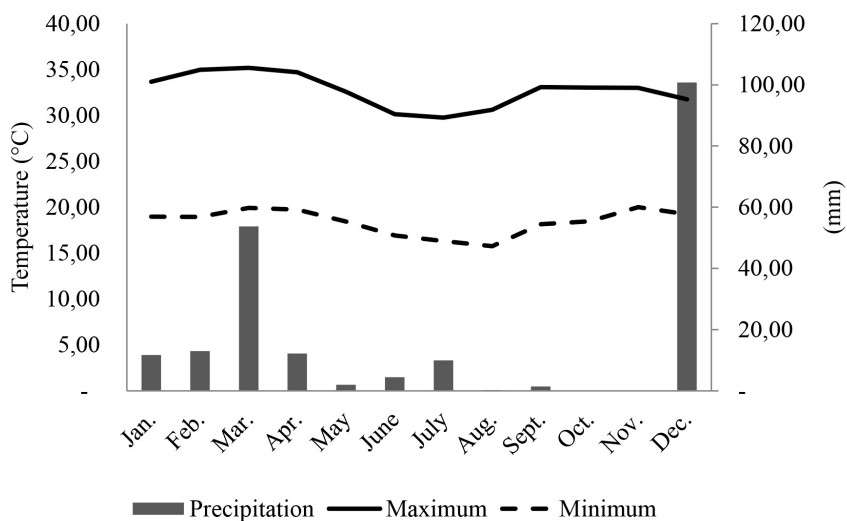 40,00
35,00
30,00
25,00
20,00
15,00
10,00
5,00
-
Temperature (°C)
120,00
100,00
80,00
60,00
40,00
20,00
-
(mm)
Jan.
Feb.
Mar.
Apr.
May
June
July
Aug.
Sept.
Oct.
Nov.
Dec.
Precipitation Maximum Minimum